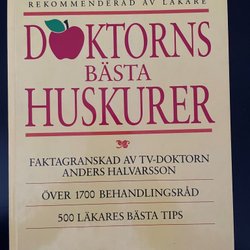 REKOMMENDERAD AV LÄKARE
DOKTORNS
BÄSTA
HUSKURER
FAKTAGRANSKAD AV TV-DOKTORN
ANDERS HALVARSSON
ÖVER 1700 BEHANDLINGSRÅD
500 LÄKARES BÄSTA TIPS